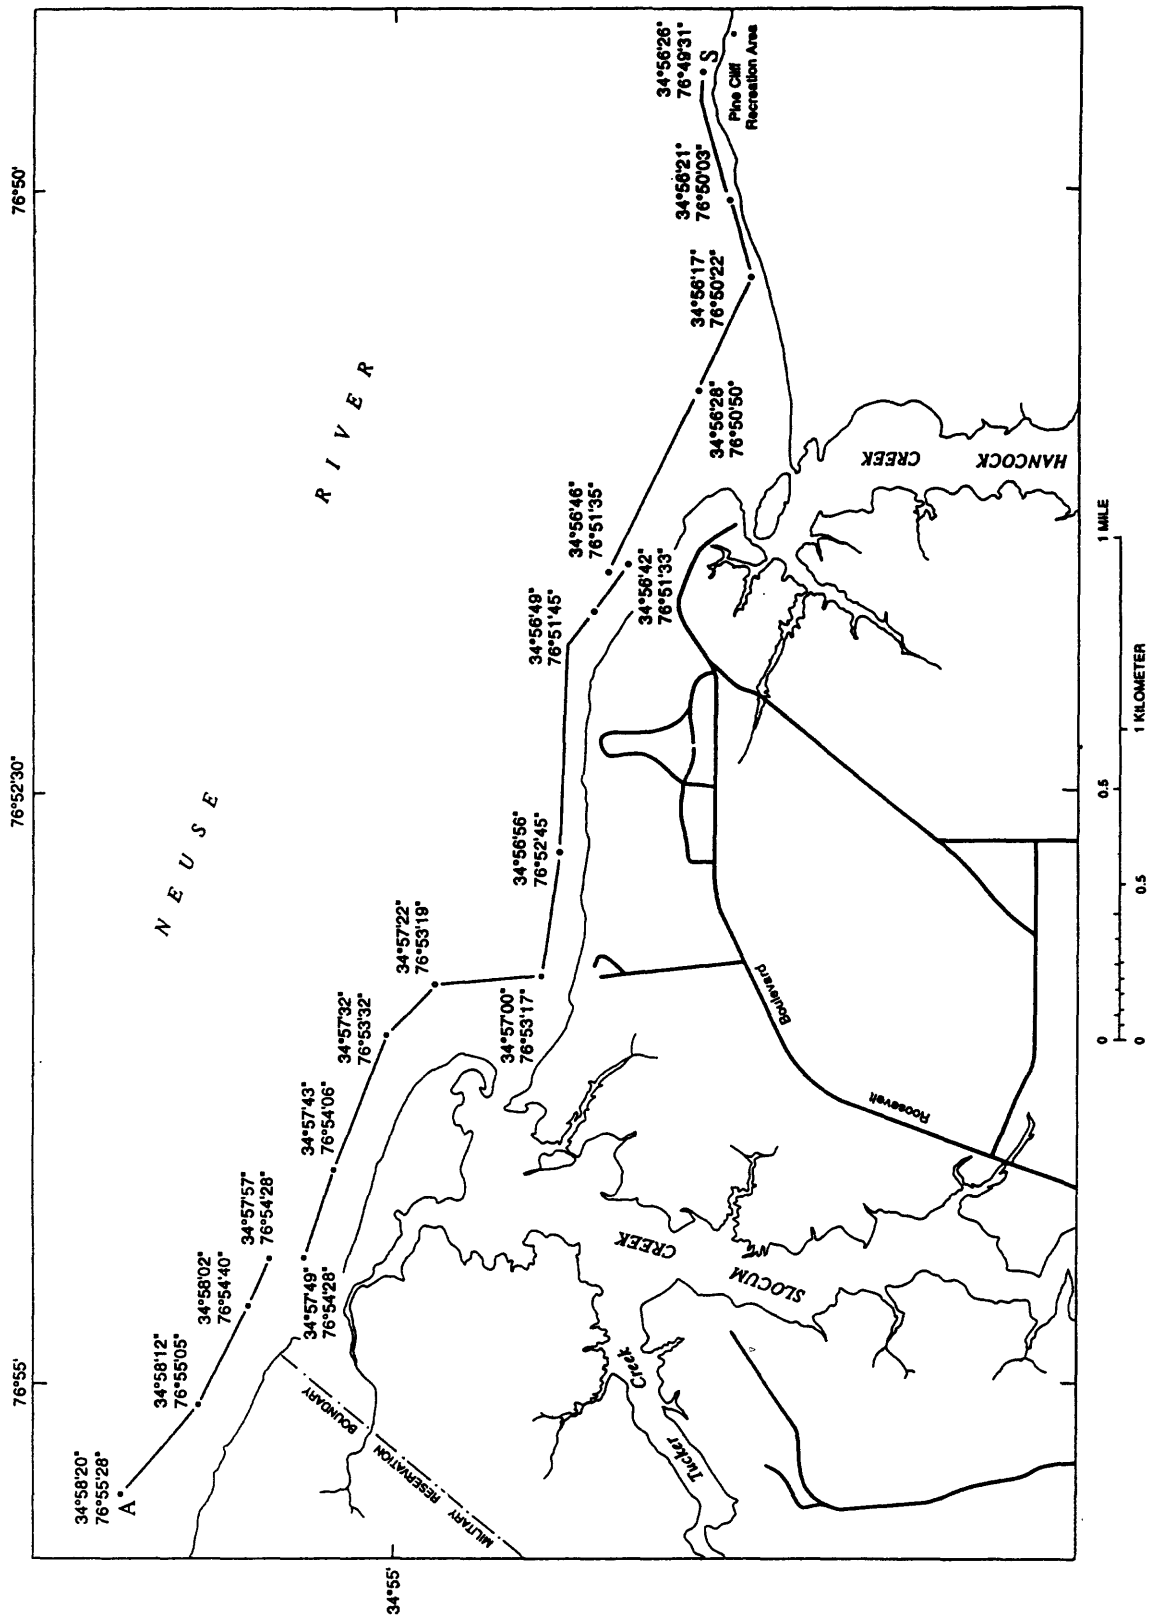 76°55'
76°52'30"
76°50'
34°55'
34°58'20"
76°55'28"
A
34°58'12"
76°55'05"
34°58'02"
76°54'40"
34°57'57"
76°54'28"
34°57'49"
76°54'28"
34°57'43"
76°54'06"
34°57'32"
76°53'32"
34°57'22"
76°53'19"
34°57'00"
76°53'17"
34°56'56"
76°52'45"
34°56'49"
76°51'45"
34°56'46"
76°51'35"
34°56'42"
76°51'33"
34°56'28"
76°50'50"
34°56'17"
76°50'22"
34°56'21"
76°50'03"
34°56'26"
76°49'31"
S
Pine Cliff
Recreation Area
NEUSE
RIVER
MILITARY RESERVATION BOUNDARY
Tucker Creek
SLOCUM
CREEK
Roosevelt Boulevard
HANCOCK
CREEK
0 0.5 1 MILE
0 0.5 1 KILOMETER